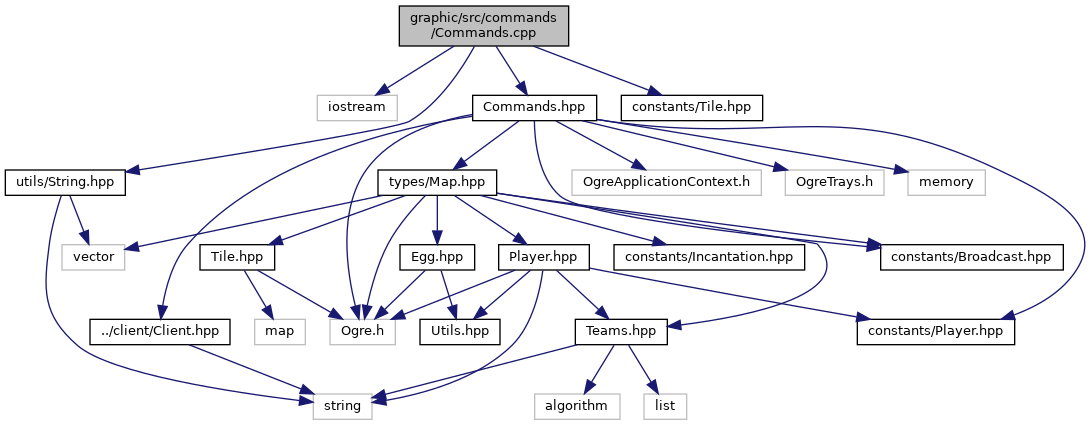 graphic/src/commands
/Commands.cpp
iostream
Commands.hpp
constants/Tile.hpp
utils/String.hpp
types/Map.hpp
OgreApplicationContext.h
OgreTrays.h
memory
vector
Tile.hpp
Egg.hpp
Player.hpp
constants/Incantation.hpp
constants/Broadcast.hpp
../client/Client.hpp
map
Ogre.h
Utils.hpp
Teams.hpp
constants/Player.hpp
string
algorithm
list